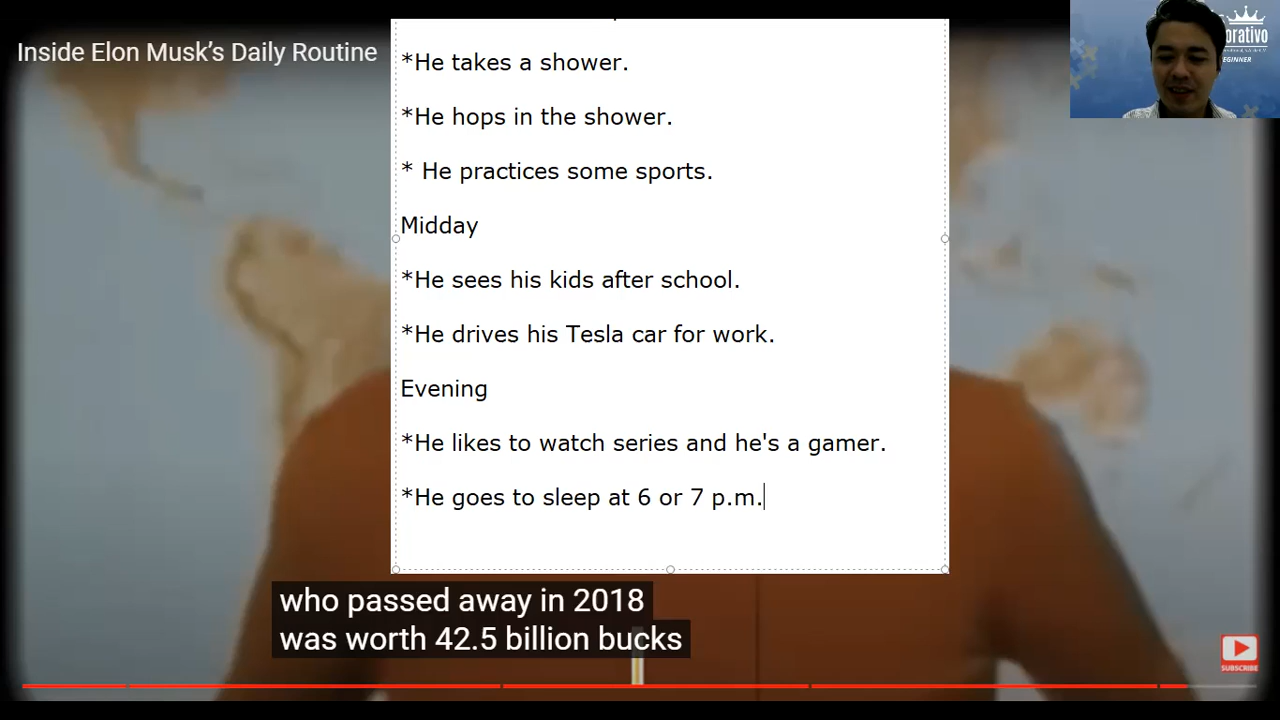 Inside Elon Musk’s Daily Routine
*He takes a shower.
*He hops in the shower.
* He practices some sports.
Midday
*He sees his kids after school.
*He drives his Tesla car for work.
Evening
*He likes to watch series and he's a gamer.
*He goes to sleep at 6 or 7 p.m.
who passed away in 2018
was worth 42.5 billion bucks
SUBSCRIBE